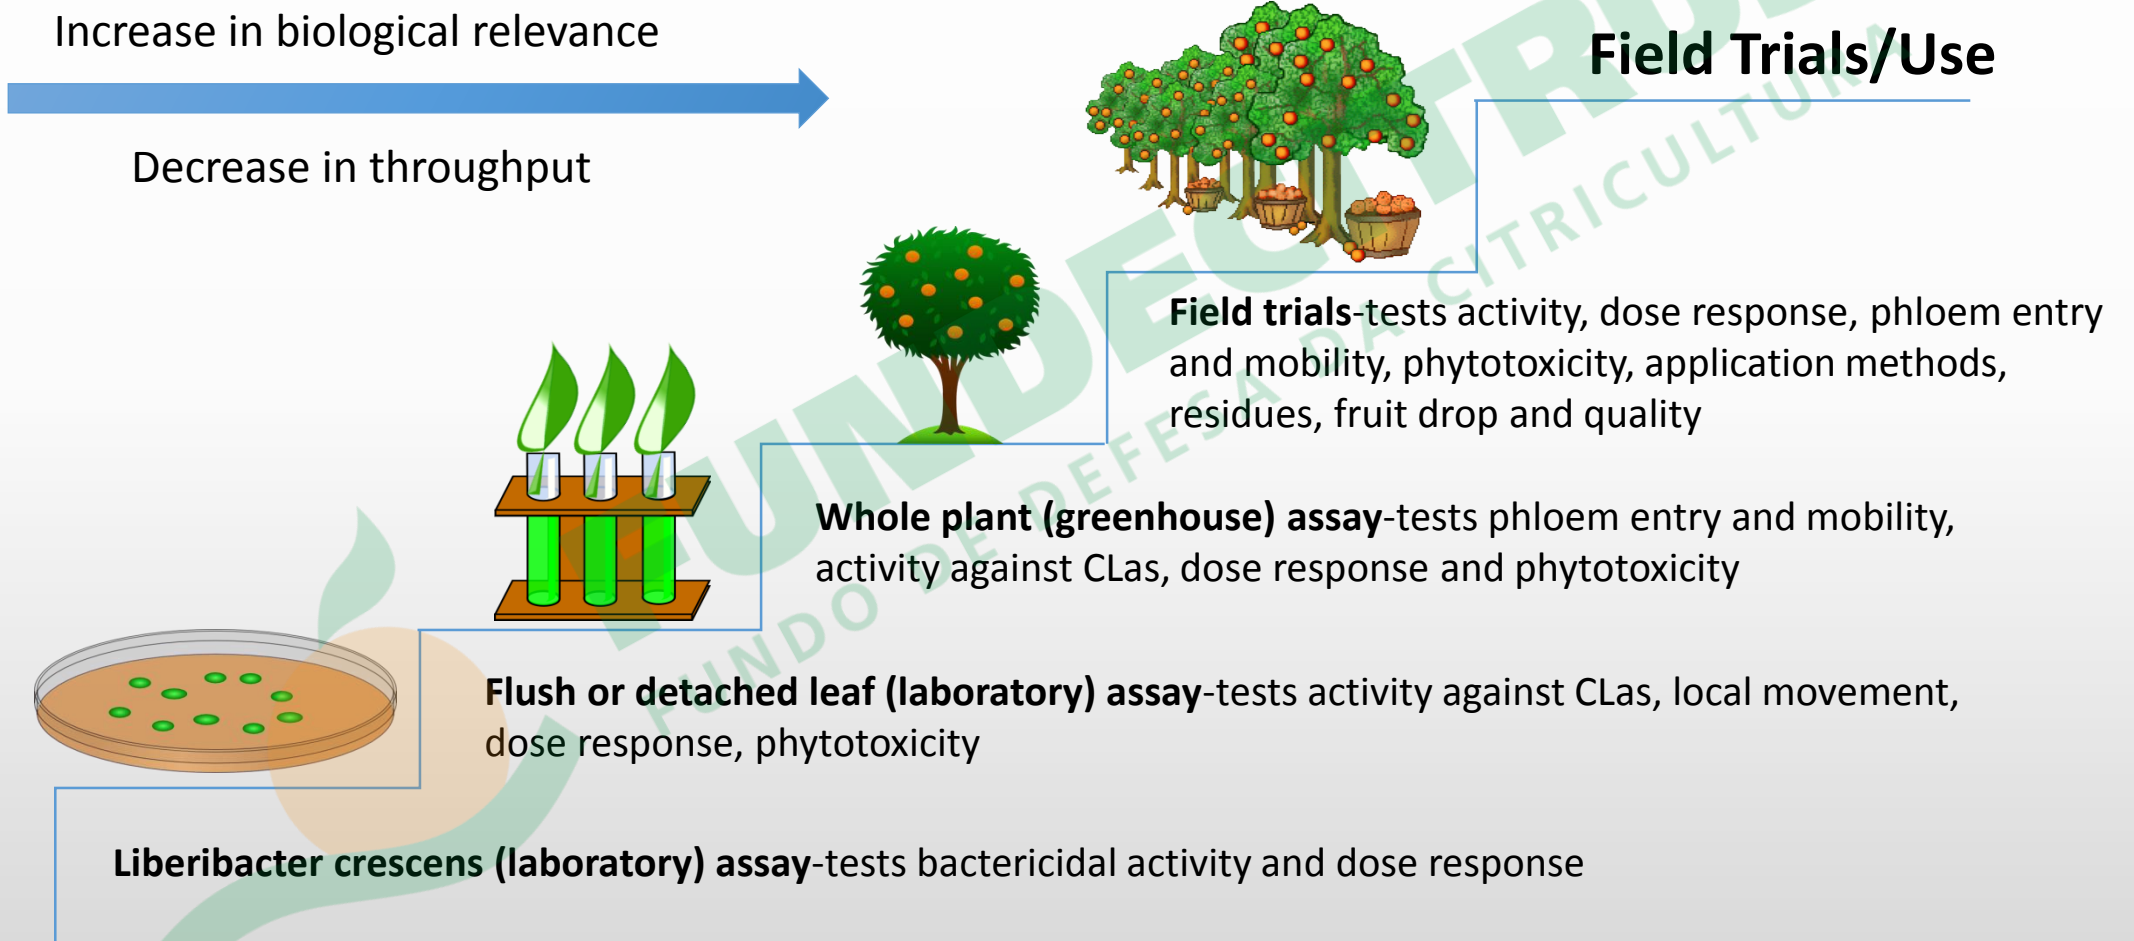 Increase in biological relevance
Decrease in throughput
Field Trials/Use
Field trials-tests activity, dose response, phloem entry
and mobility, phytotoxicity, application methods,
residues, fruit drop and quality
Whole plant (greenhouse) assay-tests phloem entry and mobility,
activity against CLas, dose response and phytotoxicity
Flush or detached leaf (laboratory) assay-tests activity against CLas, local movement,
dose response, phytotoxicity
Liberibacter crescens (laboratory) assay-tests bactericidal activity and dose response
FUNDECITRUS
FUNDO DE DEFESA DA CITRICULTURA